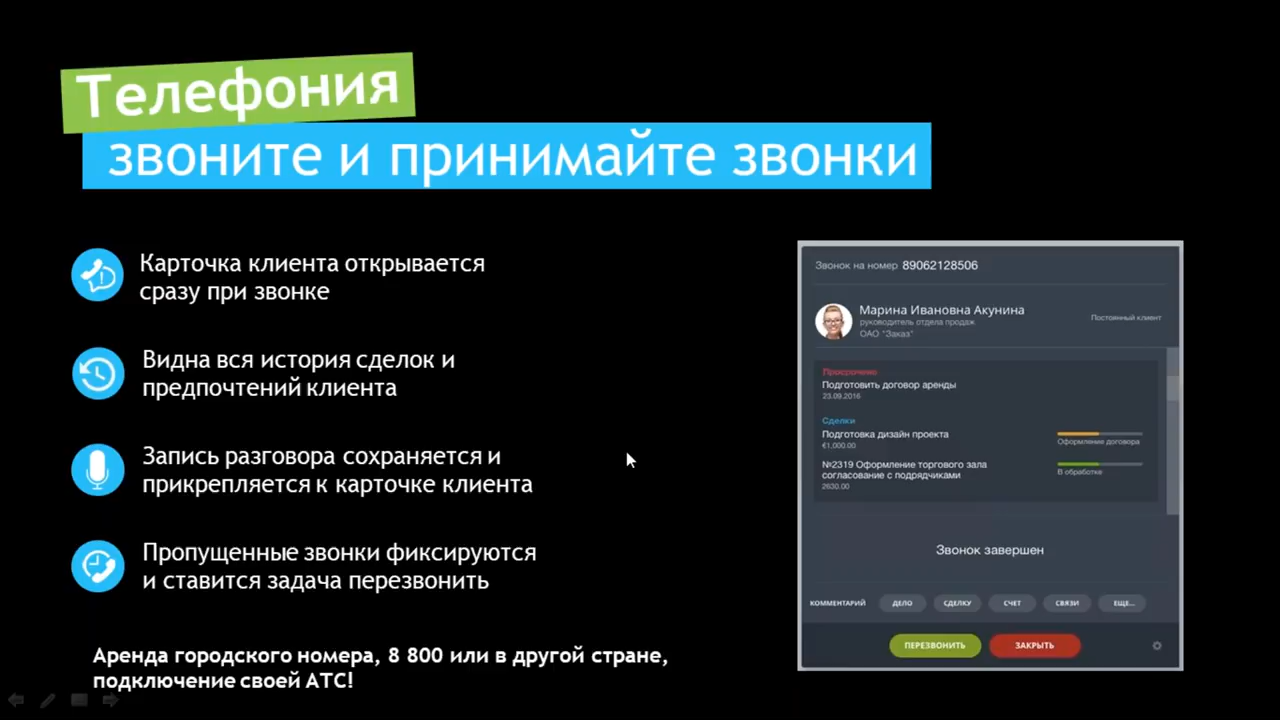 Телефония
звоните и принимайте звонки
Карточка клиента открывается
сразу при звонке
Видна вся история сделок и
предпочтений клиента
Запись разговора сохраняется и
прикрепляется к карточке клиента
Пропущенные звонки фиксируются
и ставится задача перезвонить
Аренда городского номера, 8 800 или в другой стране,
подключение своей АТС!
Звонок на номер 89062128506
Марина Ивановна Акунина
руководитель отдела продаж
ОАО "Заказ"
Постоянный клиент
Просрочено
Подготовить договор аренды
23.09.2016
Сделки
Подготовка дизайн проекта
€1,000.00
Оформление договора
№2319 Оформление торгового зала
согласование с подрядчиками
2630.00
В обработке
Звонок завершен
КОММЕНТАРИЙ ДЕЛО СДЕЛКУ СЧЕТ СВЯЗИ ЕЩЕ...
ПЕРЕЗВОНИТЬ ЗАКРЫТЬ